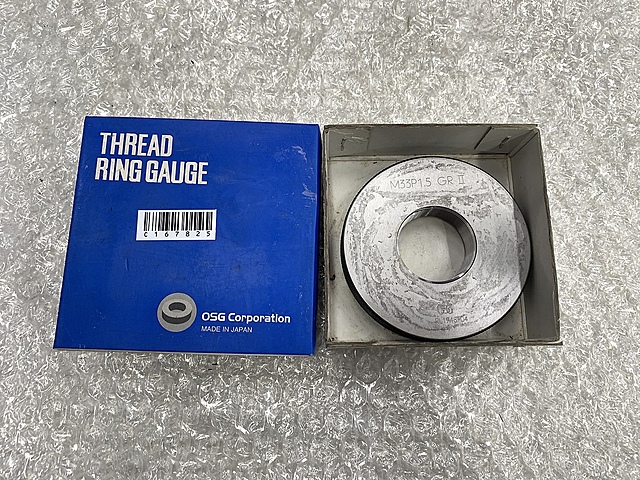 THREAD
RING GAUGE
C167825
OSG Corporation
MADE IN JAPAN
M33P1.5 GR II